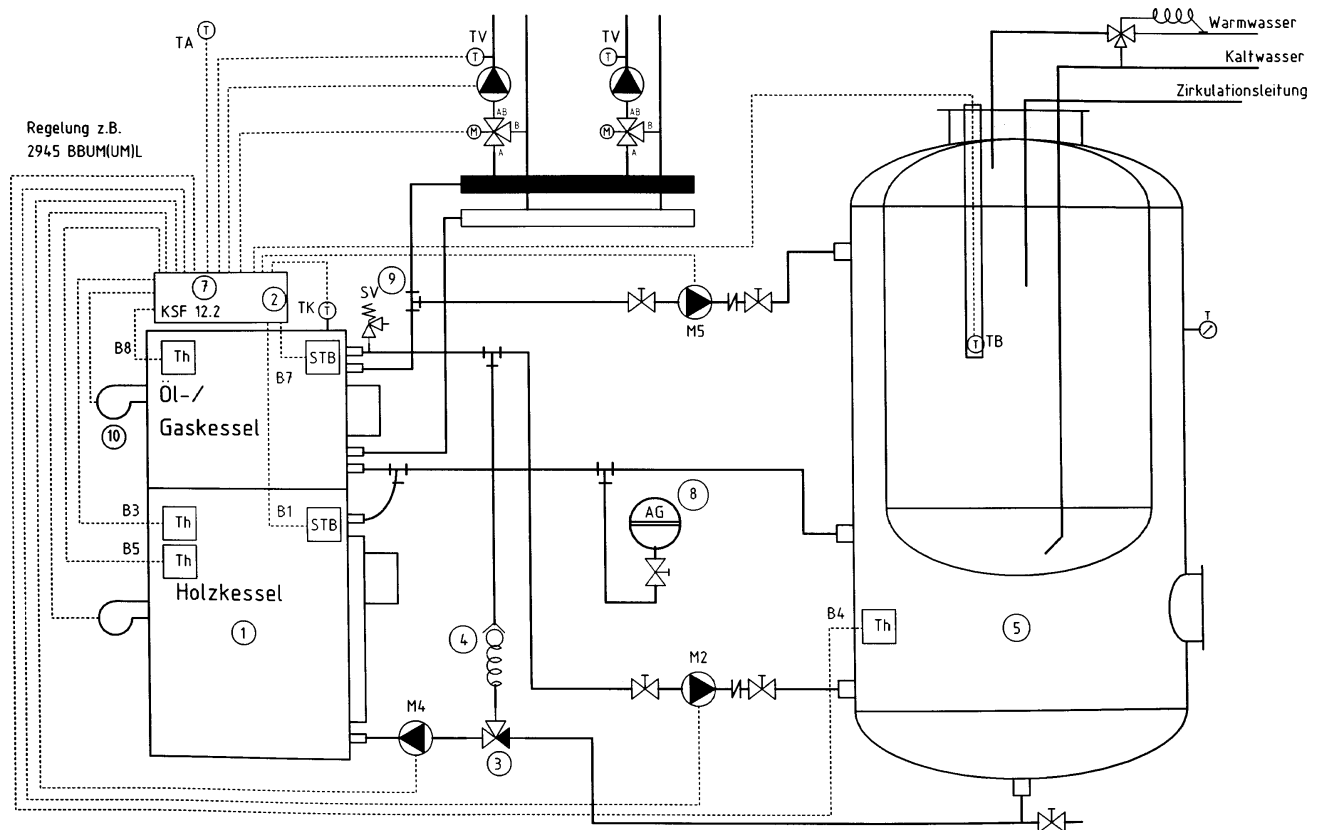 Warmwasser
Kaltwasser
Zirkulationsleitung
TA
T
TV
T
TV
T
AB
M
B
A
AB
M
B
A
Regelung z.B.
2945 BBUM(UM)L
7
2
KSF 12.2
TK
T
SV
9
M5
T
T
TB
B8
Th
B7
STB
Öl-/
Gaskessel
10
B3
Th
B1
STB
B5
Th
Holzkessel
1
AG
8
4
M2
B4
Th
5
M4
3